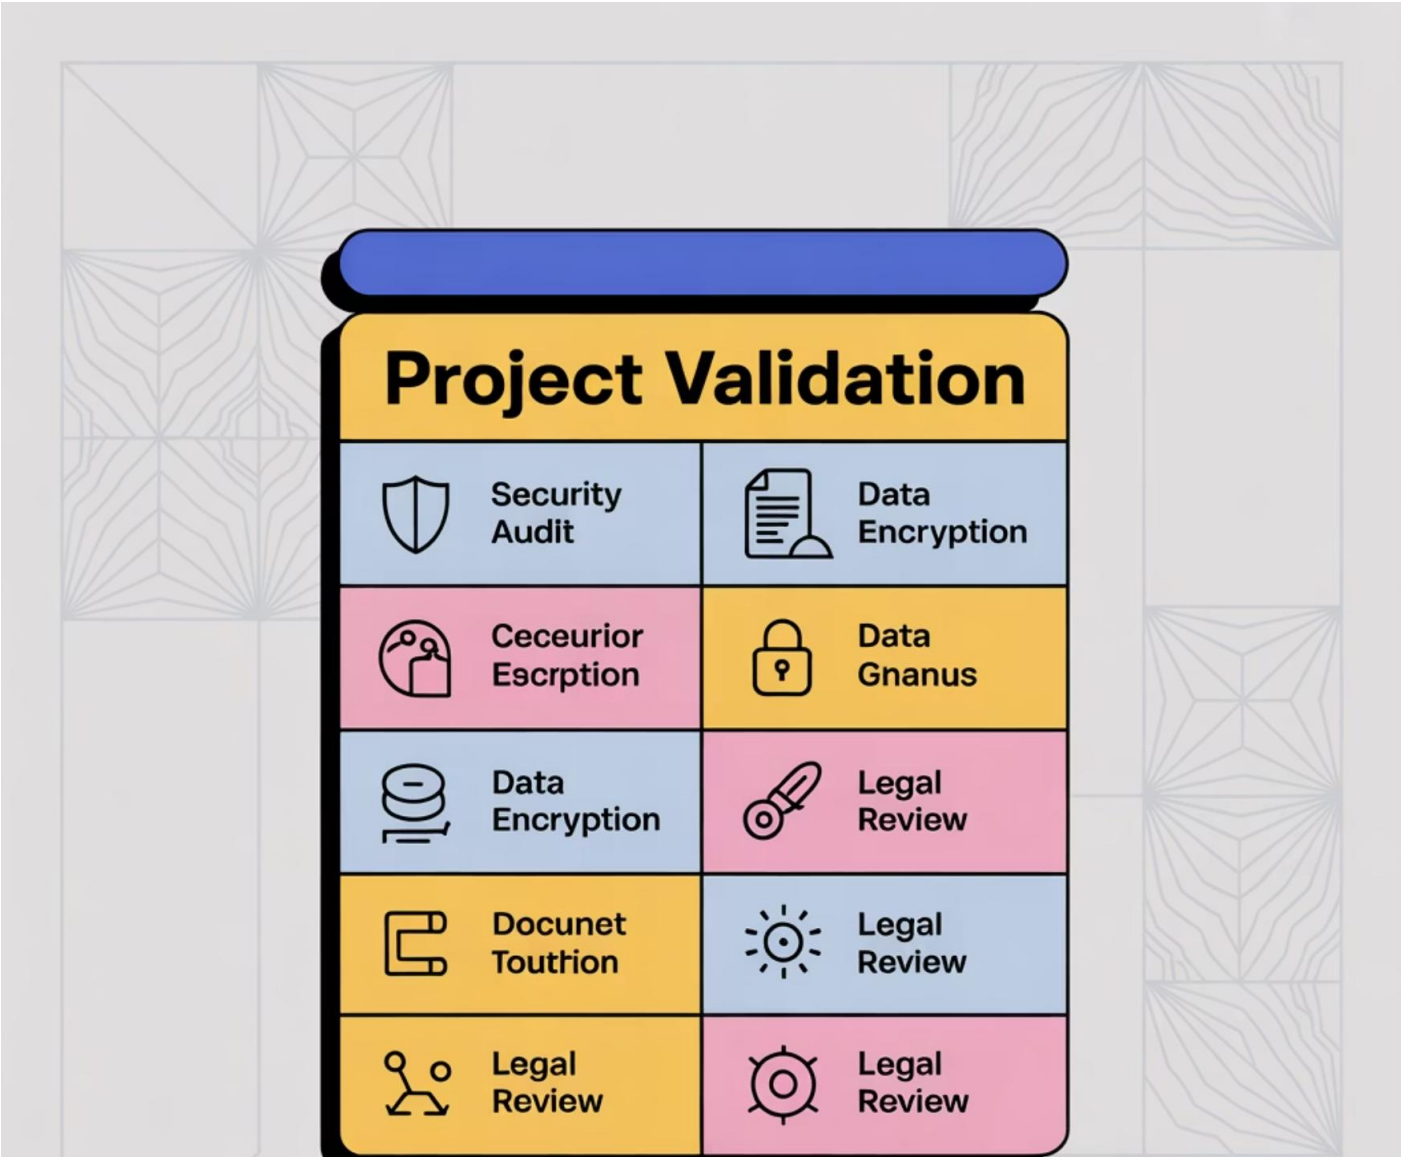 Project Validation
Security
Audit
Data
Encryption
Ceceurior
Escrption
Data
Gnanus
Data
Encryption
Legal
Review
Docunet
Touthion
Legal
Review
Legal
Review
Legal
Review